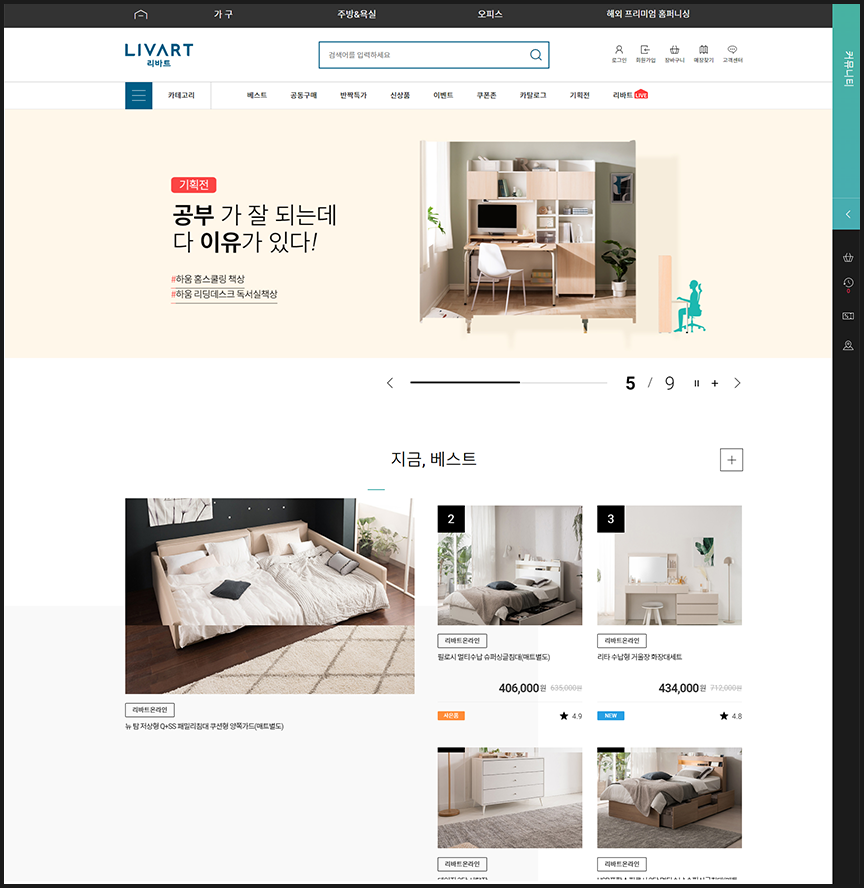 가 구
주방&욕실
오피스
해외 프리미엄 홈퍼니싱
커뮤니티
LIVART
리바트
검색어를 입력하세요
로그인
회원가입
장바구니
매장찾기
고객센터
카테고리
베스트
공동구매
반짝특가
신상품
이벤트
쿠폰존
카탈로그
기획전
리바트 LIVE
기획전
공부 가 잘 되는데
다 이유가 있다!
#하움 홈스쿨링 책상
#하움 리딩데스크 독서실책상
5 / 9
지금, 베스트
리바트온라인
뉴 탐 저상형 Q+SS 패밀리침대 쿠션형 양쪽가드(매트별도)
2
리바트온라인
필로시 멀티수납 슈퍼싱글침대(매트별도)
406,000원 635,000원
사은품
4.9
3
리바트온라인
리타 수납형 거울장 화장대세트
434,000원 712,000원
NEW
4.8
리바트온라인
리바트온라인